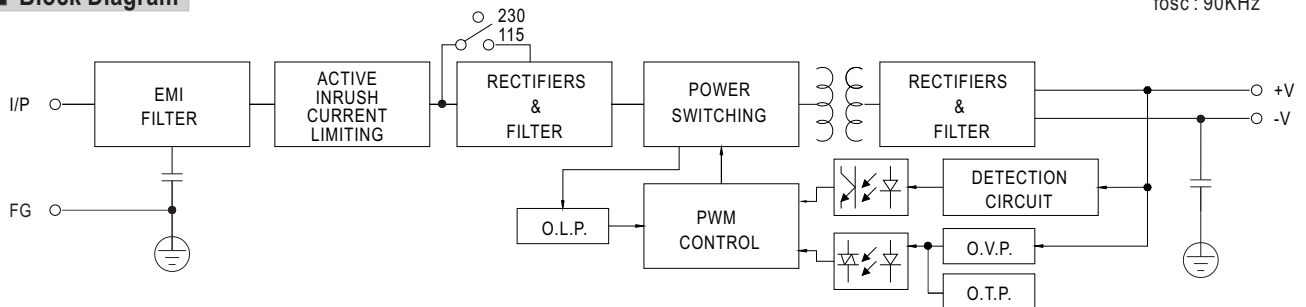 Block Diagram
fosc : 90KHz
230
115
I/P
EMI
FILTER
ACTIVE
INRUSH
CURRENT
LIMITING
RECTIFIERS
&
FILTER
POWER
SWITCHING
RECTIFIERS
&
FILTER
+V
-V
DETECTION
CIRCUIT
FG
O.L.P.
PWM
CONTROL
O.V.P.
O.T.P.